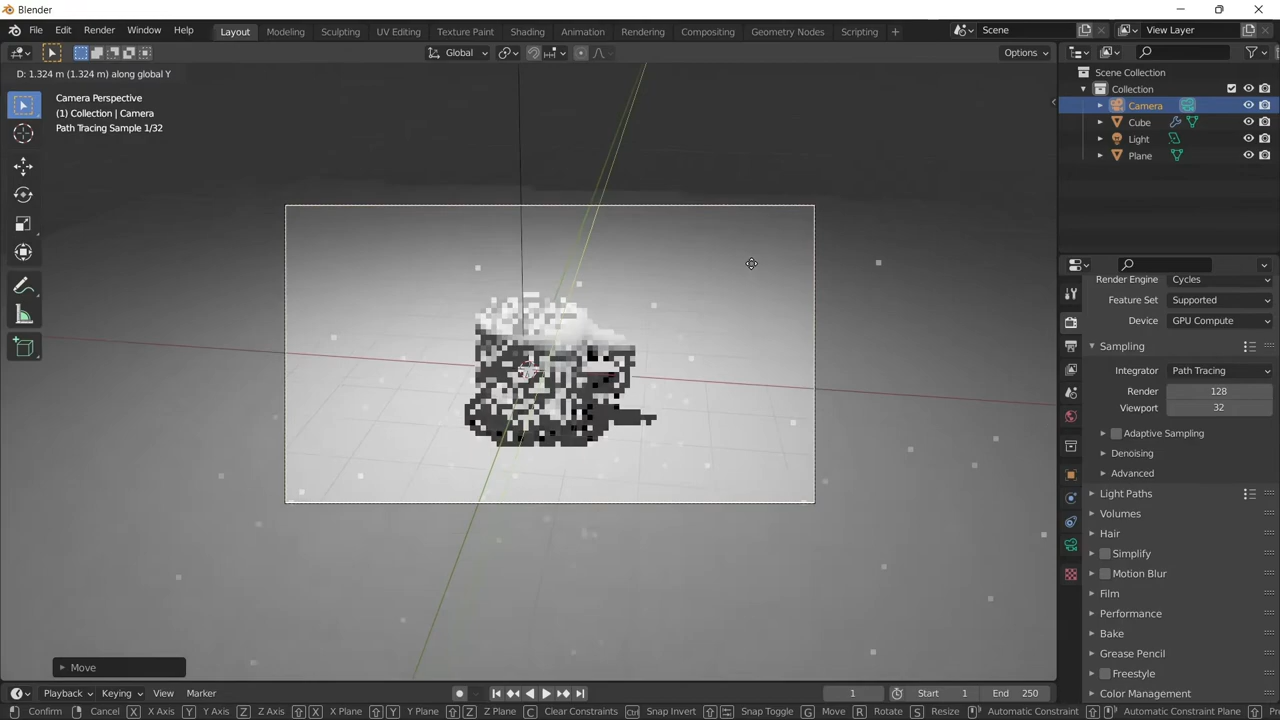 Blender
File Edit Render Window Help Layout Modeling Sculpting UV Editing Texture Paint Shading Animation Rendering Compositing Geometry Nodes Scripting + Scene View Layer
Global Options
D: 1.324 m (1.324 m) along global Y
Camera Perspective
(1) Collection | Camera
Path Tracing Sample 1/32
Scene Collection
Collection
Camera
Cube
Light
Plane
Render Engine Cycles
Feature Set Supported
Device GPU Compute
Sampling
Integrator Path Tracing
Render 128
Viewport 32
Adaptive Sampling
Denoising
Advanced
Light Paths
Volumes
Hair
Simplify
Motion Blur
Film
Performance
Bake
Grease Pencil
Freestyle
Color Management
Move
Playback Keying View Marker 1 Start 1 End 250
Confirm Cancel X X Axis Y Y Axis Z Z Axis X X Plane Y Y Plane Z Z Plane C Clear Constraints Ctrl Snap Invert Snap Toggle G Move R Rotate S Resize Automatic Constraint Automatic Constraint Plane